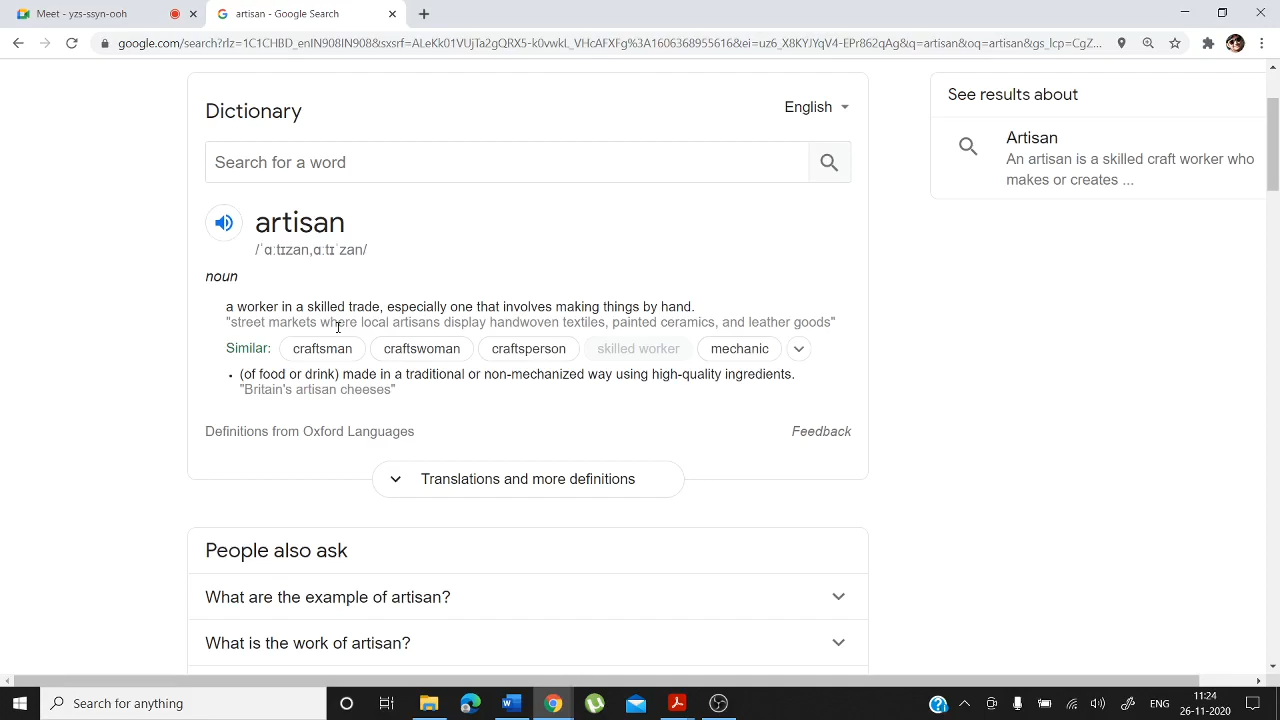 Meet - yzs-ssyn-ooh
artisan - Google Search
google.com/search?rlz=1C1CHBD_enIN908IN908&sxsrf=ALeKk01VUjTa2gQRX5-k0vwkL_VHcAFXFg%3A1606368955616&ei=uz6_X8KYJYqV4-EPr862qAg&q=artisan&oq=artisan&gs_lcp=CgZ...
Dictionary
English
Search for a word
artisan
/ˈɑːtɪzan,ɑːtɪˈzan/
noun
a worker in a skilled trade, especially one that involves making things by hand.
"street markets where local artisans display handwoven textiles, painted ceramics, and leather goods"
Similar: craftsman craftswoman craftsperson skilled worker mechanic
• (of food or drink) made in a traditional or non-mechanized way using high-quality ingredients.
"Britain's artisan cheeses"
Definitions from Oxford Languages
Feedback
Translations and more definitions
People also ask
What are the example of artisan?
What is the work of artisan?
See results about
Artisan
An artisan is a skilled craft worker who
makes or creates ...
Search for anything
ENG
11:24
26-11-2020